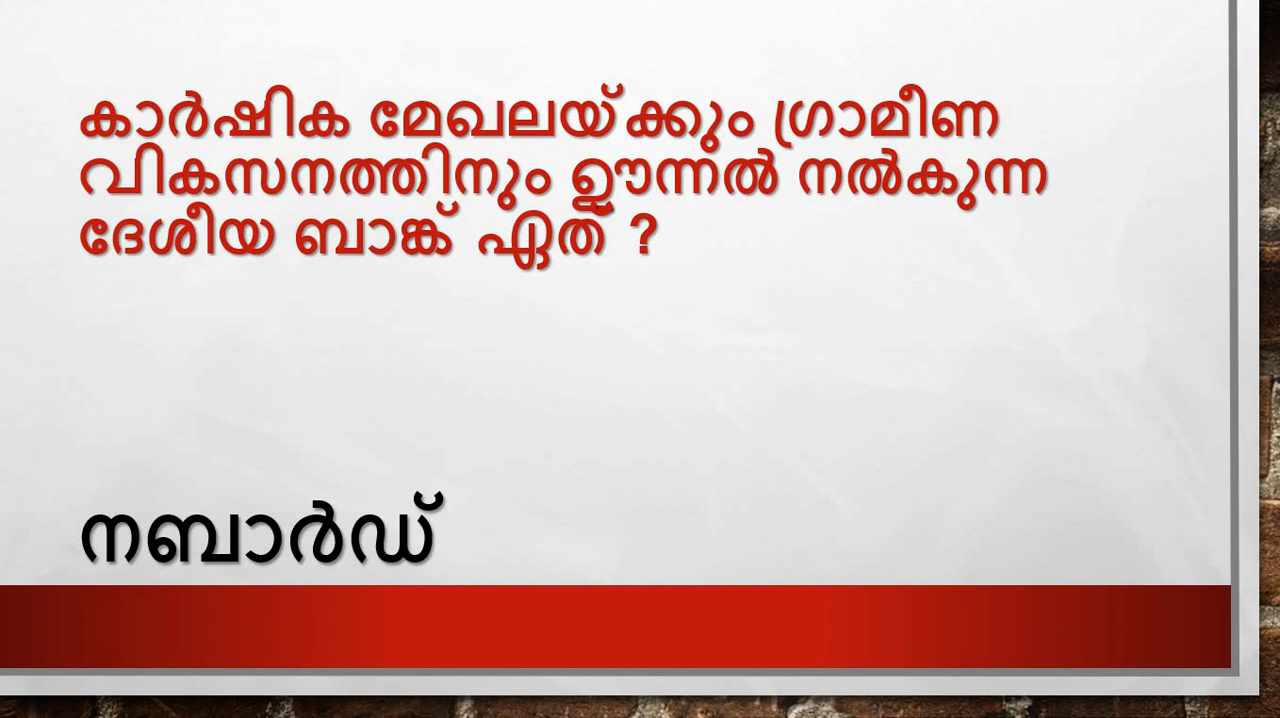 കാർഷിക മേഖലയ്ക്കും ഗ്രാമീണ
വികസനത്തിനും ഊന്നൽ നൽകുന്ന
ദേശീയ ബാങ്ക് ഏത് ?
നബാർഡ്